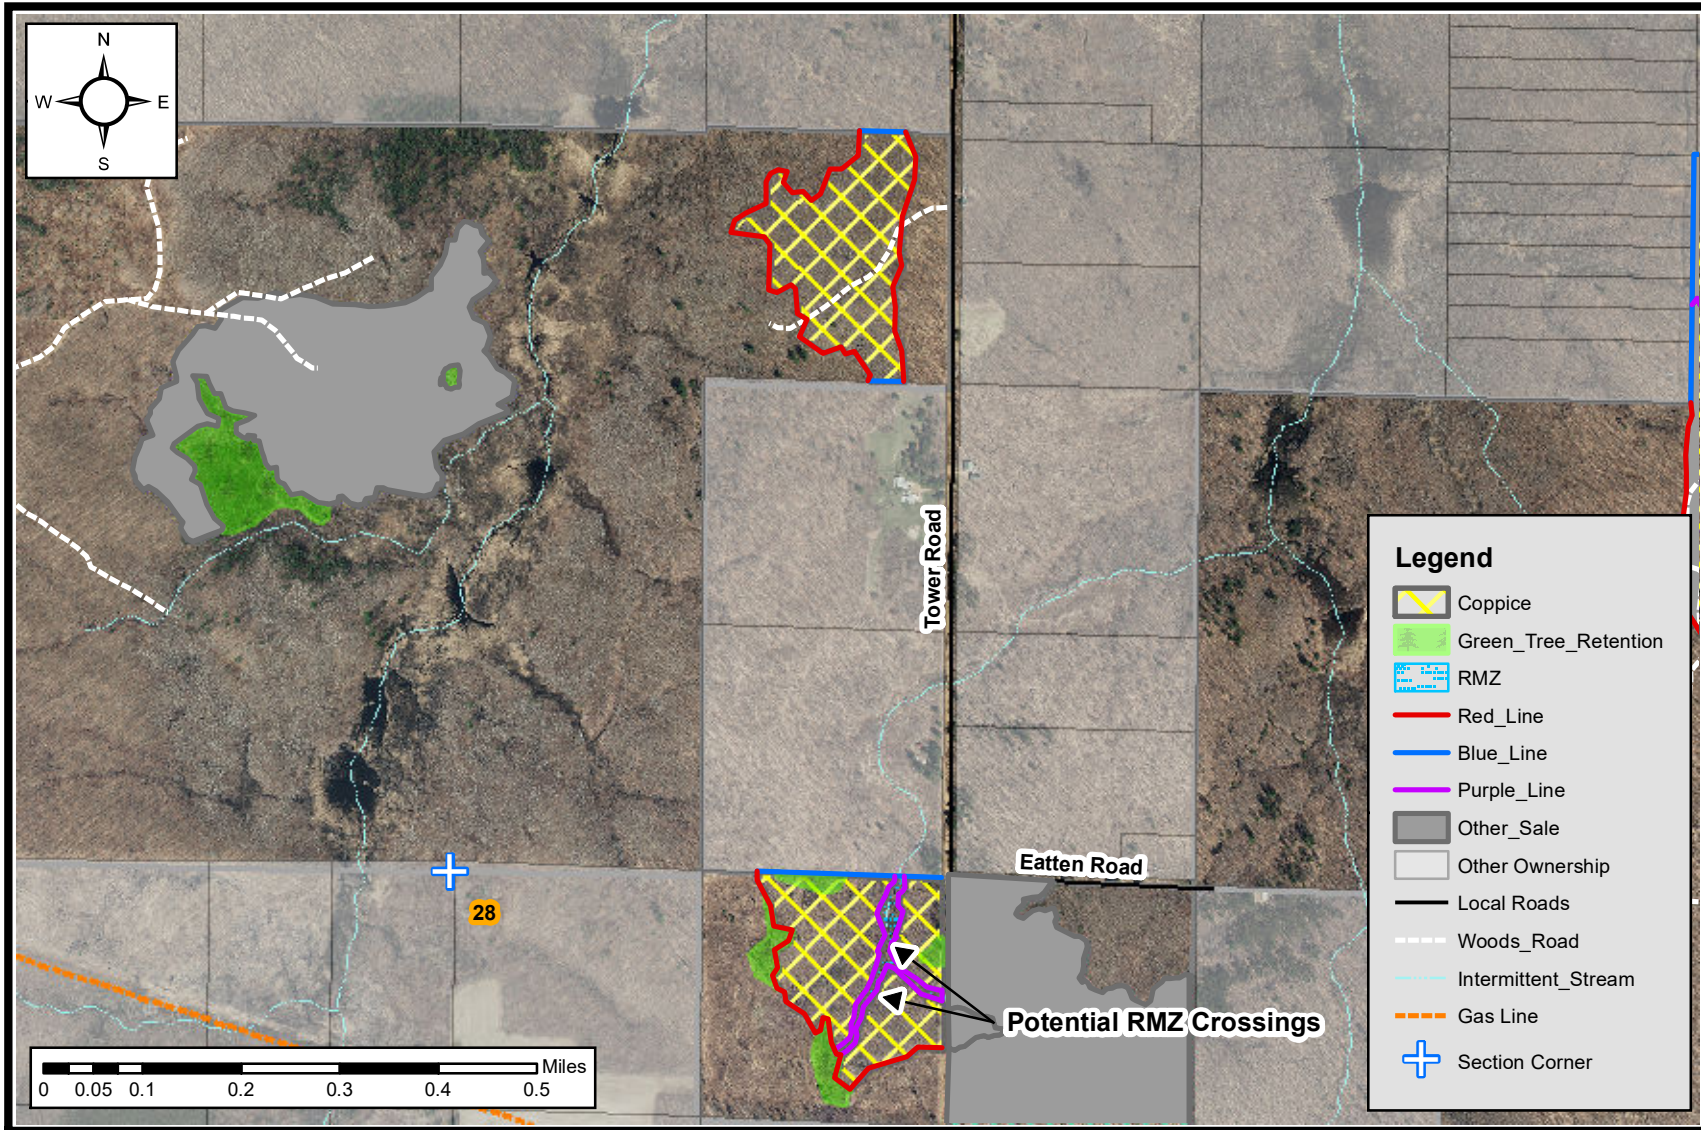 N
W E
S
Tower Road
Eatten Road
28
Potential RMZ Crossings
Miles
0 0.05 0.1 0.2 0.3 0.4 0.5
Legend
Coppice
Green_Tree_Retention
RMZ
Red_Line
Blue_Line
Purple_Line
Other_Sale
Other Ownership
Local Roads
Woods_Road
Intermittent_Stream
Gas Line
Section Corner